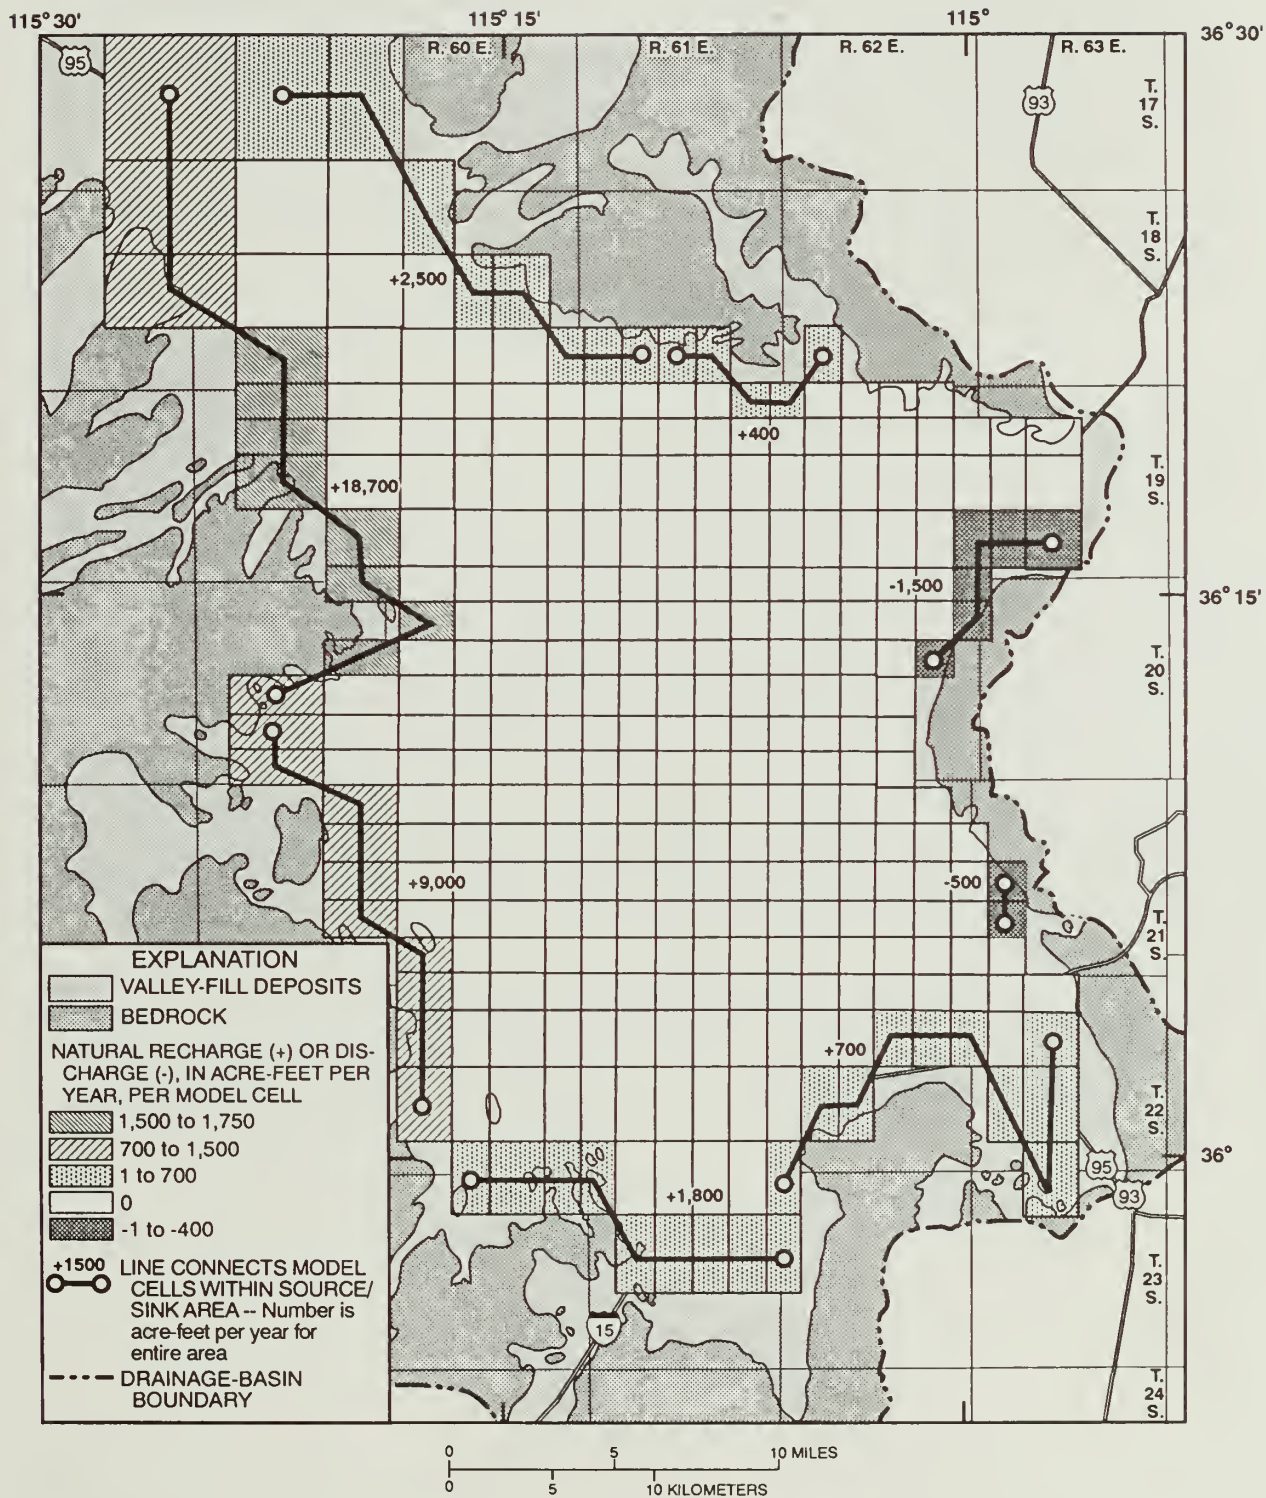 115° 30'
115° 15'
115°
36° 30'
R. 60 E.
R. 61 E.
R. 62 E.
R. 63 E.
95
93
T.
17
S.
T.
18
S.
+2,500
+400
+18,700
T.
19
S.
-1,500
36° 15'
T.
20
S.
+9,000
-500
T.
21
S.
+700
T.
22
S.
36°
95
93
+1,800
T.
23
S.
15
T.
24
S.
EXPLANATION
VALLEY-FILL DEPOSITS
BEDROCK
NATURAL RECHARGE (+) OR DIS-
CHARGE (-), IN ACRE-FEET PER
YEAR, PER MODEL CELL
1,500 to 1,750
700 to 1,500
1 to 700
0
-1 to -400
+1500 LINE CONNECTS MODEL
CELLS WITHIN SOURCE/
SINK AREA -- Number is
acre-feet per year for
entire area
DRAINAGE-BASIN
BOUNDARY
0 5 10 MILES
0 5 10 KILOMETERS